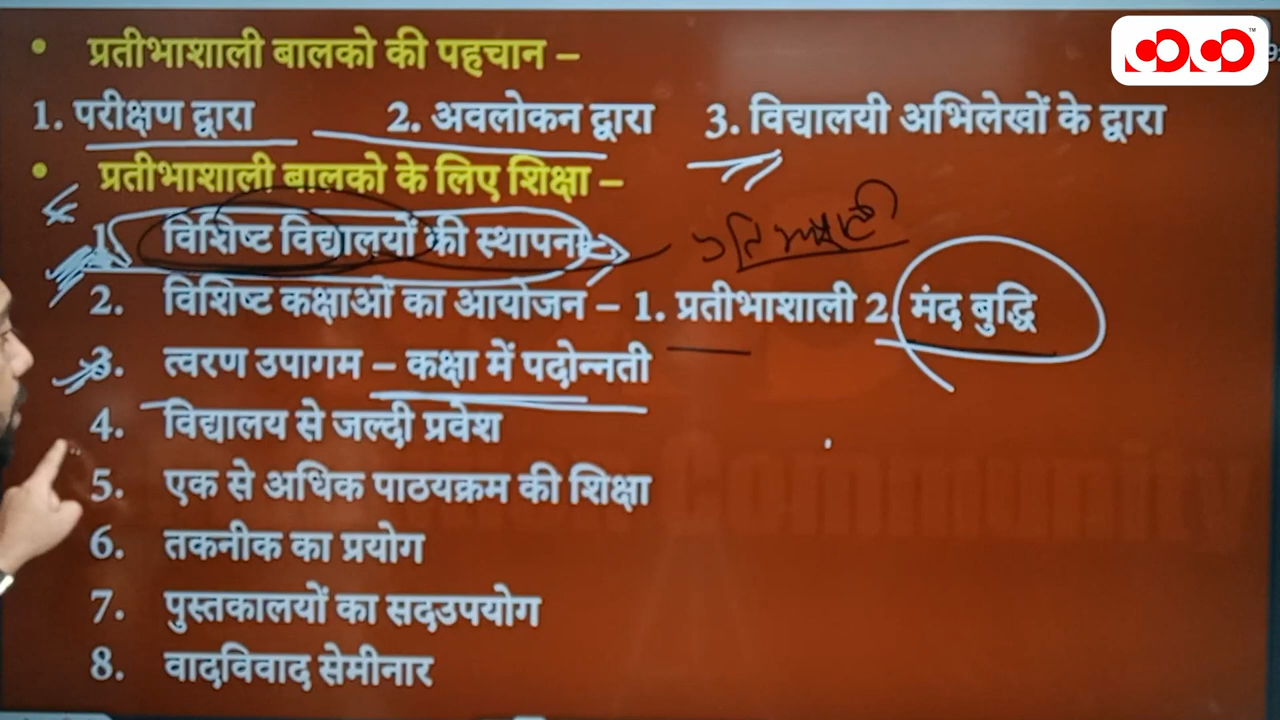 • प्रतीभाशाली बालको की पहचान –
1. परीक्षण द्वारा 2. अवलोकन द्वारा 3. विद्यालयी अभिलेखों के द्वारा
• प्रतीभाशाली बालको के लिए शिक्षा –
1. विशिष्ट विद्यालयों की स्थापना
2. विशिष्ट कक्षाओं का आयोजन – 1. प्रतीभाशाली 2. मंद बुद्धि
3. त्वरण उपागम – कक्षा में पदोन्नती
4. विद्यालय से जल्दी प्रवेश
5. एक से अधिक पाठयक्रम की शिक्षा
6. तकनीक का प्रयोग
7. पुस्तकालयों का सदउपयोग
8. वादविवाद सेमीनार
Community